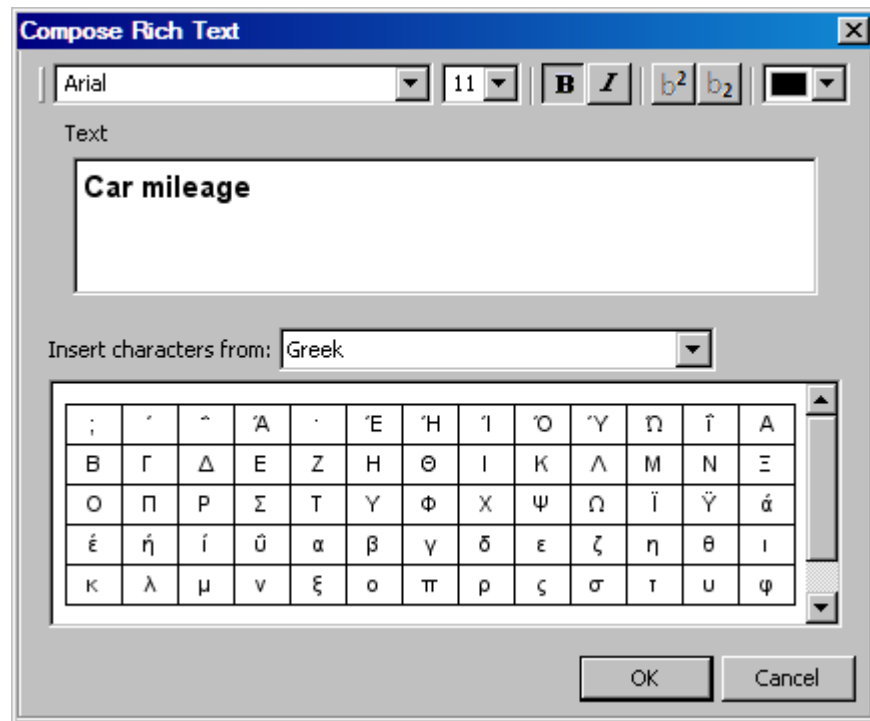 Compose Rich Text
Arial 11 B I b² b₂
Text
Car mileage
Insert characters from: Greek
; ΄ ᵔ Ά · Έ Ή Ί Ό Ύ Ώ ΐ Α
Β Γ Δ Ε Ζ Η Θ Ι Κ Λ Μ Ν Ξ
Ο Π Ρ Σ Τ Υ Φ Χ Ψ Ω Ϊ Ϋ ά
έ ή ί ΰ α β γ δ ε ζ η θ ι
κ λ μ ν ξ ο π ρ ς σ τ υ φ
OK Cancel